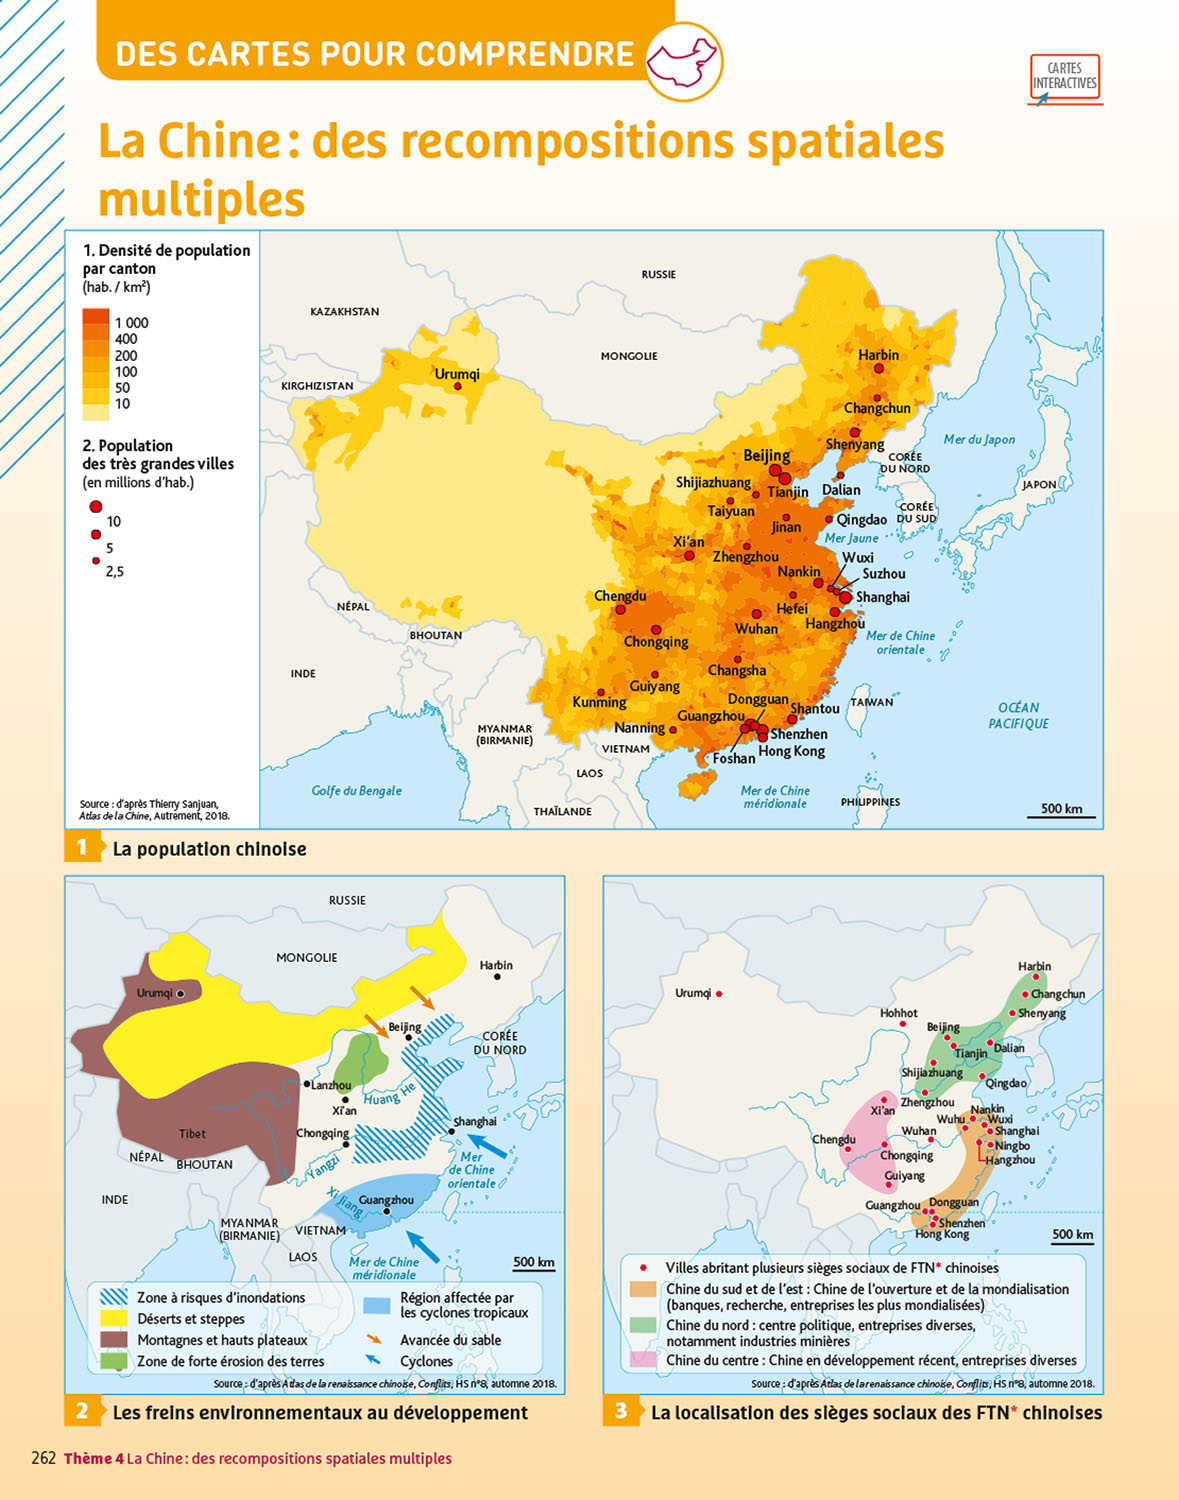 DES CARTES POUR COMPRENDRE
CARTES
INTERACTIVES
La Chine : des recompositions spatiales
multiples
1. Densité de population
par canton
(hab. / km²)
1 000
400
200
100
50
10
2. Population
des très grandes villes
(en millions d'hab.)
10
5
2,5
Source : d'après Thierry Sanjuan,
Atlas de la Chine, Autrement, 2018.
RUSSIE
KAZAKHSTAN
MONGOLIE
KIRGHIZISTAN
Urumqi
Harbin
Changchun
Shenyang
Mer du Japon
Beijing
CORÉE
DU NORD
Shijiazhuang
Tianjin
Dalian
JAPON
Taiyuan
Jinan
Qingdao
CORÉE
DU SUD
Mer Jaune
Xi'an
Zhengzhou
Wuxi
Nankin
Suzhou
Chengdu
Shanghai
NÉPAL
Hefei
Hangzhou
BHOUTAN
Wuhan
Chongqing
Mer de Chine
orientale
INDE
Changsha
Guiyang
Kunming
Dongguan
Shantou
TAIWAN
OCÉAN
PACIFIQUE
Guangzhou
Nanning
MYANMAR
(BIRMANIE)
Shenzhen
VIETNAM
Hong Kong
Foshan
LAOS
Golfe du Bengale
Mer de Chine
méridionale
PHILIPPINES
THAÏLANDE
500 km
1 La population chinoise
RUSSIE
MONGOLIE
Harbin
Urumqi
Beijing
CORÉE
DU NORD
Lanzhou
Huang He
Xi'an
Shanghai
Tibet
Chongqing
NÉPAL
BHOUTAN
Yangzi
Mer
de Chine
orientale
INDE
Xi Jiang
Guangzhou
MYANMAR
(BIRMANIE)
VIETNAM
LAOS
Mer de Chine
méridionale
500 km
Zone à risques d'inondations
Déserts et steppes
Montagnes et hauts plateaux
Zone de forte érosion des terres
Région affectée par
les cyclones tropicaux
Avancée du sable
Cyclones
Source : d'après Atlas de la renaissance chinoise, Conflits, HS n°8, automne 2018.
2 Les freins environnementaux au développement
Harbin
Urumqi
Changchun
Hohhot
Shenyang
Beijing
Tianjin
Dalian
Shijiazhuang
Qingdao
Zhengzhou
Xi'an
Nankin
Wuhu
Wuxi
Wuhan
Shanghai
Chengdu
Ningbo
Chongqing
Hangzhou
Guiyang
Guangzhou
Dongguan
Shenzhen
Hong Kong
500 km
Villes abritant plusieurs sièges sociaux de FTN* chinoises
Chine du sud et de l'est : Chine de l'ouverture et de la mondialisation
(banques, recherche, entreprises les plus mondialisées)
Chine du nord : centre politique, entreprises diverses,
notamment industries minières
Chine du centre : Chine en développement récent, entreprises diverses
Source : d'après Atlas de la renaissance chinoise, Conflits, HS n°8, automne 2018.
3 La localisation des sièges sociaux des FTN* chinoises
262 Thème 4 La Chine : des recompositions spatiales multiples